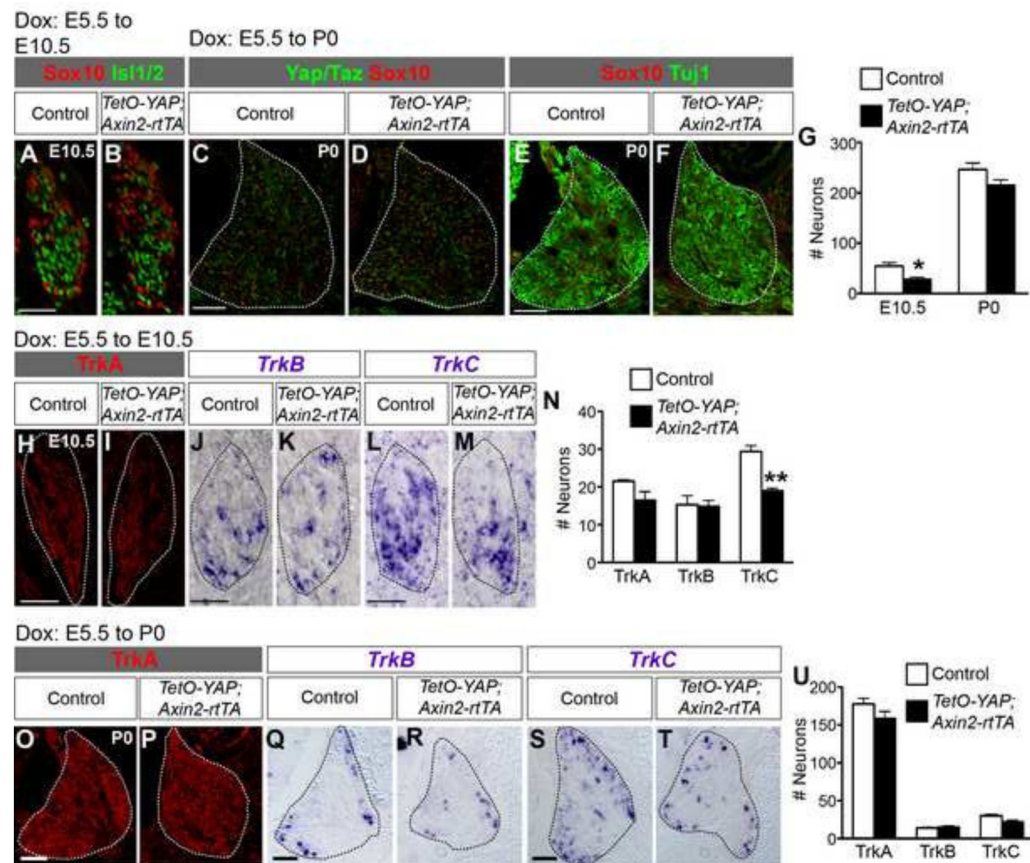 Dox: E5.5 to
E10.5
Dox: E5.5 to P0
Sox10 Isl1/2
Yap/Taz Sox10
Sox10 Tuj1
Control
TetO-YAP;
Axin2-rtTA
Control
TetO-YAP;
Axin2-rtTA
Control
TetO-YAP;
Axin2-rtTA
A E10.5
B
C
D
E P0
F
G
Control
TetO-YAP;
Axin2-rtTA
# Neurons
300
200
100
0
*
E10.5 P0
Dox: E5.5 to E10.5
TrkA
TrkB
TrkC
Control
TetO-YAP;
Axin2-rtTA
Control
TetO-YAP;
Axin2-rtTA
Control
TetO-YAP;
Axin2-rtTA
H E10.5
I
J
K
L
M
N
Control
TetO-YAP;
Axin2-rtTA
# Neurons
40
30
20
10
0
**
TrkA TrkB TrkC
Dox: E5.5 to P0
TrkA
TrkB
TrkC
Control
TetO-YAP;
Axin2-rtTA
Control
TetO-YAP;
Axin2-rtTA
Control
TetO-YAP;
Axin2-rtTA
O P0
P
Q
R
S
T
U
Control
TetO-YAP;
Axin2-rtTA
# Neurons
200
150
100
50
0
TrkA TrkB TrkC